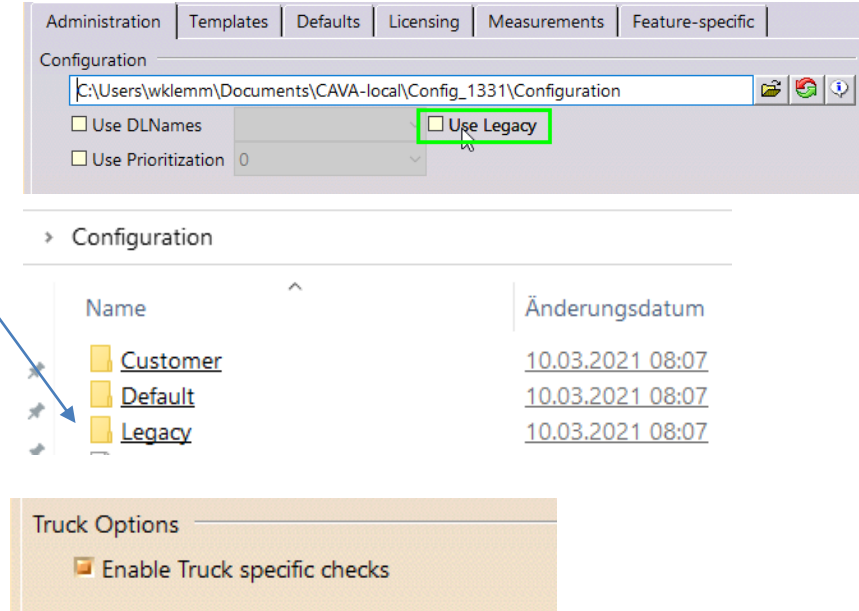 Administration Templates Defaults Licensing Measurements Feature-specific
Configuration
C:\Users\wklemm\Documents\CAVA-local\Config_1331\Configuration
Use DLNames Use Legacy
Use Prioritization 0
Configuration
Name Änderungsdatum
Customer 10.03.2021 08:07
Default 10.03.2021 08:07
Legacy 10.03.2021 08:07
Truck Options
Enable Truck specific checks